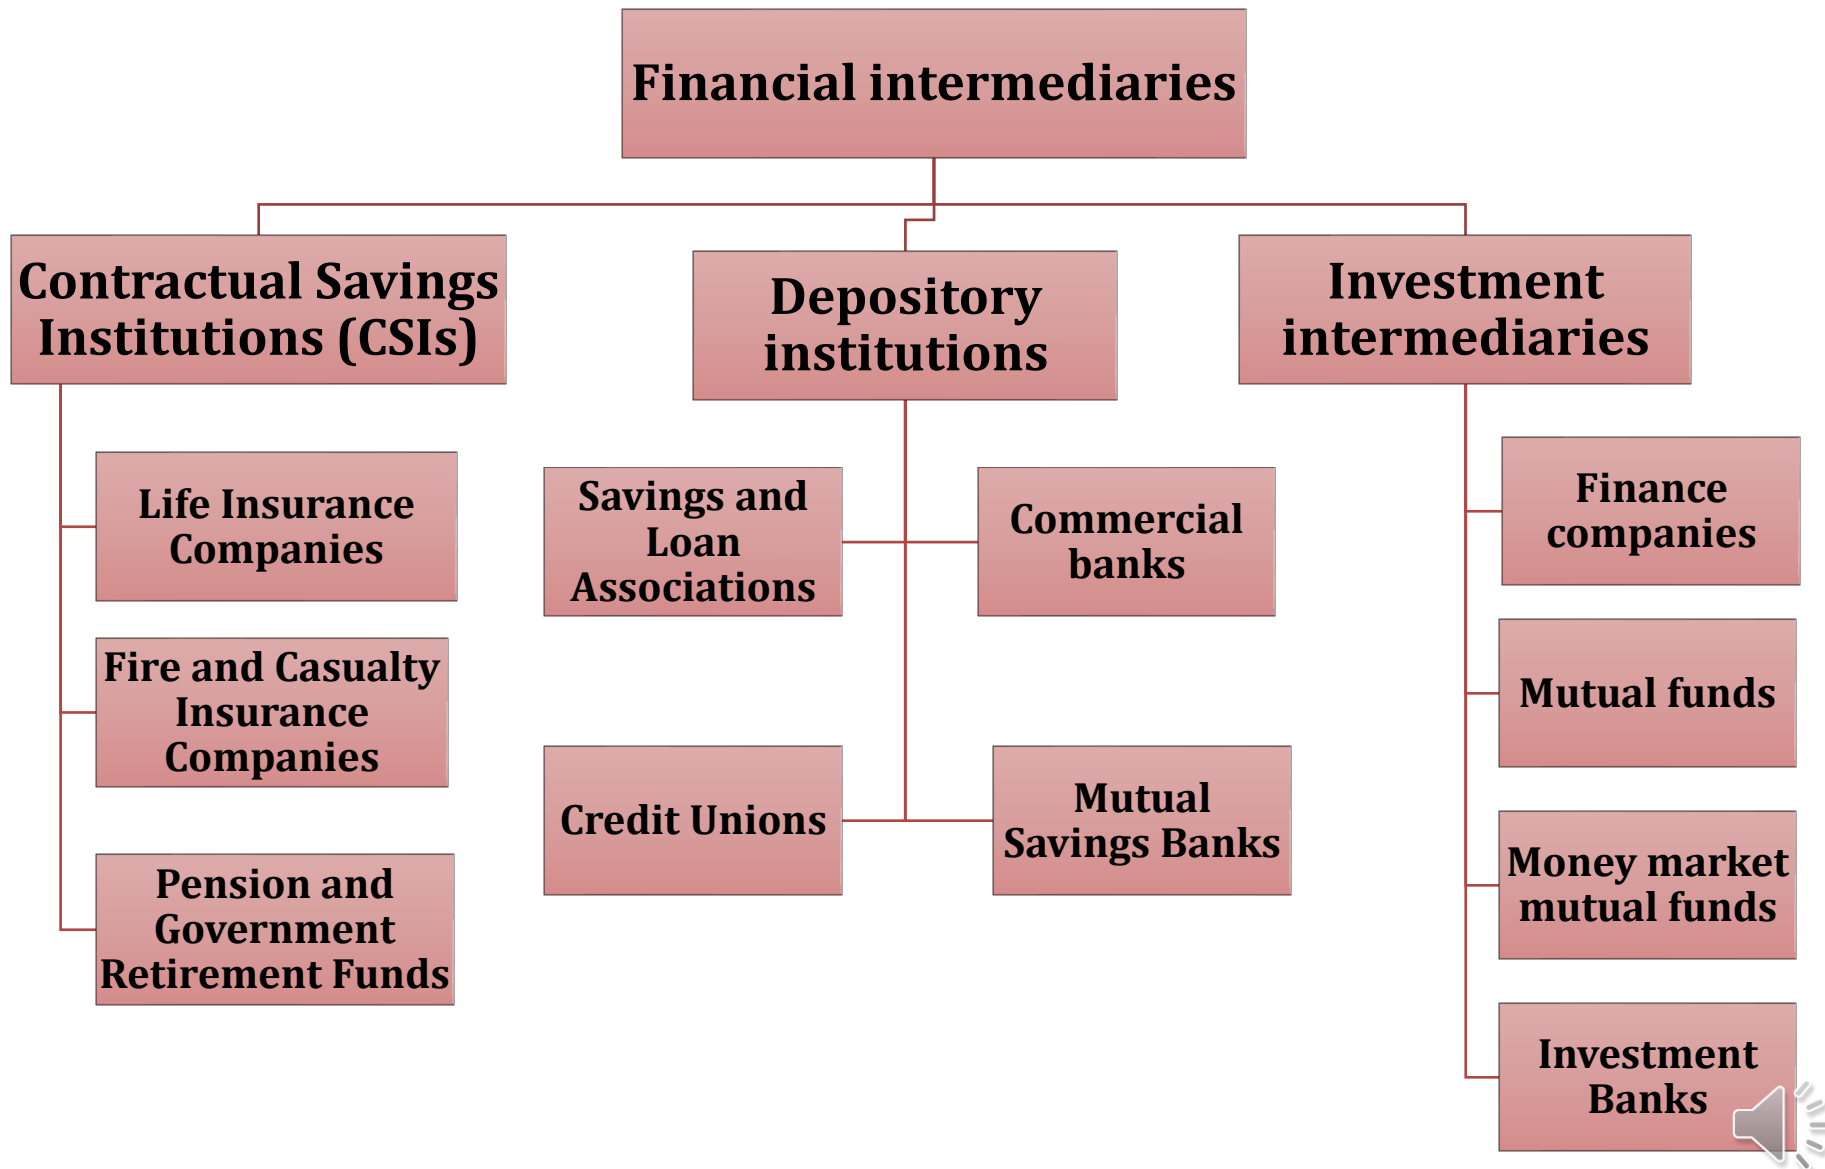 Financial intermediaries
Contractual Savings
Institutions (CSIs)
Life Insurance
Companies
Fire and Casualty
Insurance
Companies
Pension and
Government
Retirement Funds
Depository
institutions
Savings and
Loan
Associations
Commercial
banks
Credit Unions
Mutual
Savings Banks
Investment
intermediaries
Finance
companies
Mutual funds
Money market
mutual funds
Investment
Banks